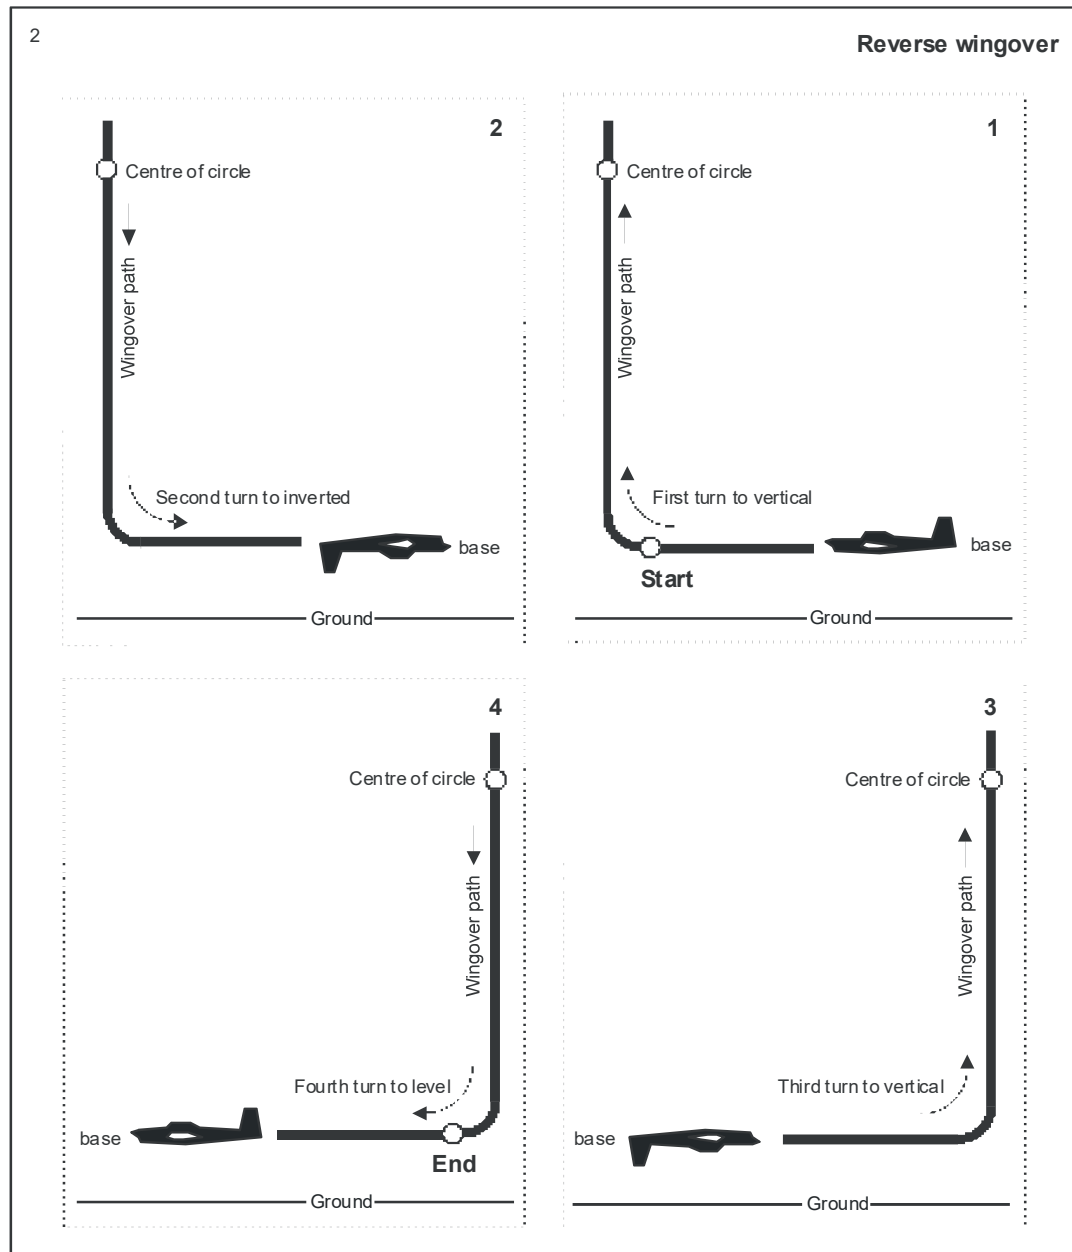 2
Reverse wingover
2
Centre of circle
Wingover path
Second turn to inverted
base
Ground
1
Centre of circle
Wingover path
First turn to vertical
base
Start
Ground
4
Centre of circle
Wingover path
Fourth turn to level
base
End
Ground
3
Centre of circle
Wingover path
Third turn to vertical
base
Ground